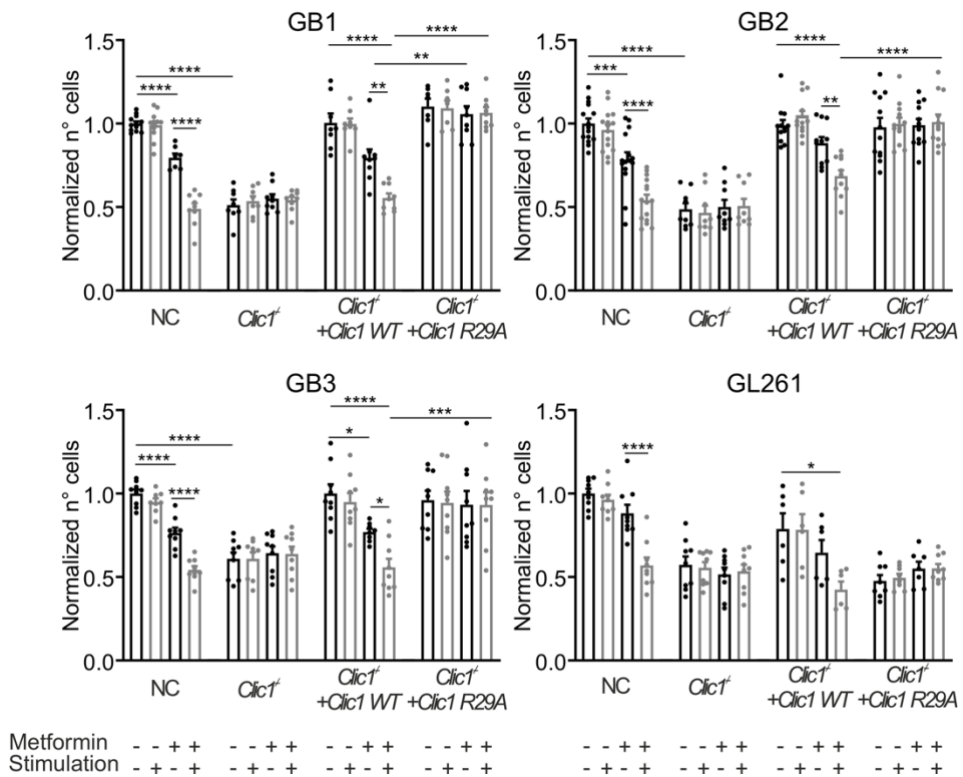 GB1
Normalized n° cells
1.5
1.0
0.5
0.0
****
****
****
****
****
**
**
NC
Clic1-/-
Clic1-/-
+Clic1 WT
Clic1-/-
+Clic1 R29A
GB2
Normalized n° cells
1.5
1.0
0.5
0.0
****
***
****
****
**
****
NC
Clic1-/-
Clic1-/-
+Clic1 WT
Clic1-/-
+Clic1 R29A
GB3
Normalized n° cells
1.5
1.0
0.5
0.0
****
****
****
****
*
*
***
NC
Clic1-/-
Clic1-/-
+Clic1 WT
Clic1-/-
+Clic1 R29A
GL261
Normalized n° cells
1.5
1.0
0.5
0.0
****
*
NC
Clic1-/-
Clic1-/-
+Clic1 WT
Clic1-/-
+Clic1 R29A
Metformin - - + + - - + + - - + + - - + + - - + + - - + + - - + + - - + +
Stimulation - + - + - + - + - + - + - + - + - + - + - + - + - + - + - + - +